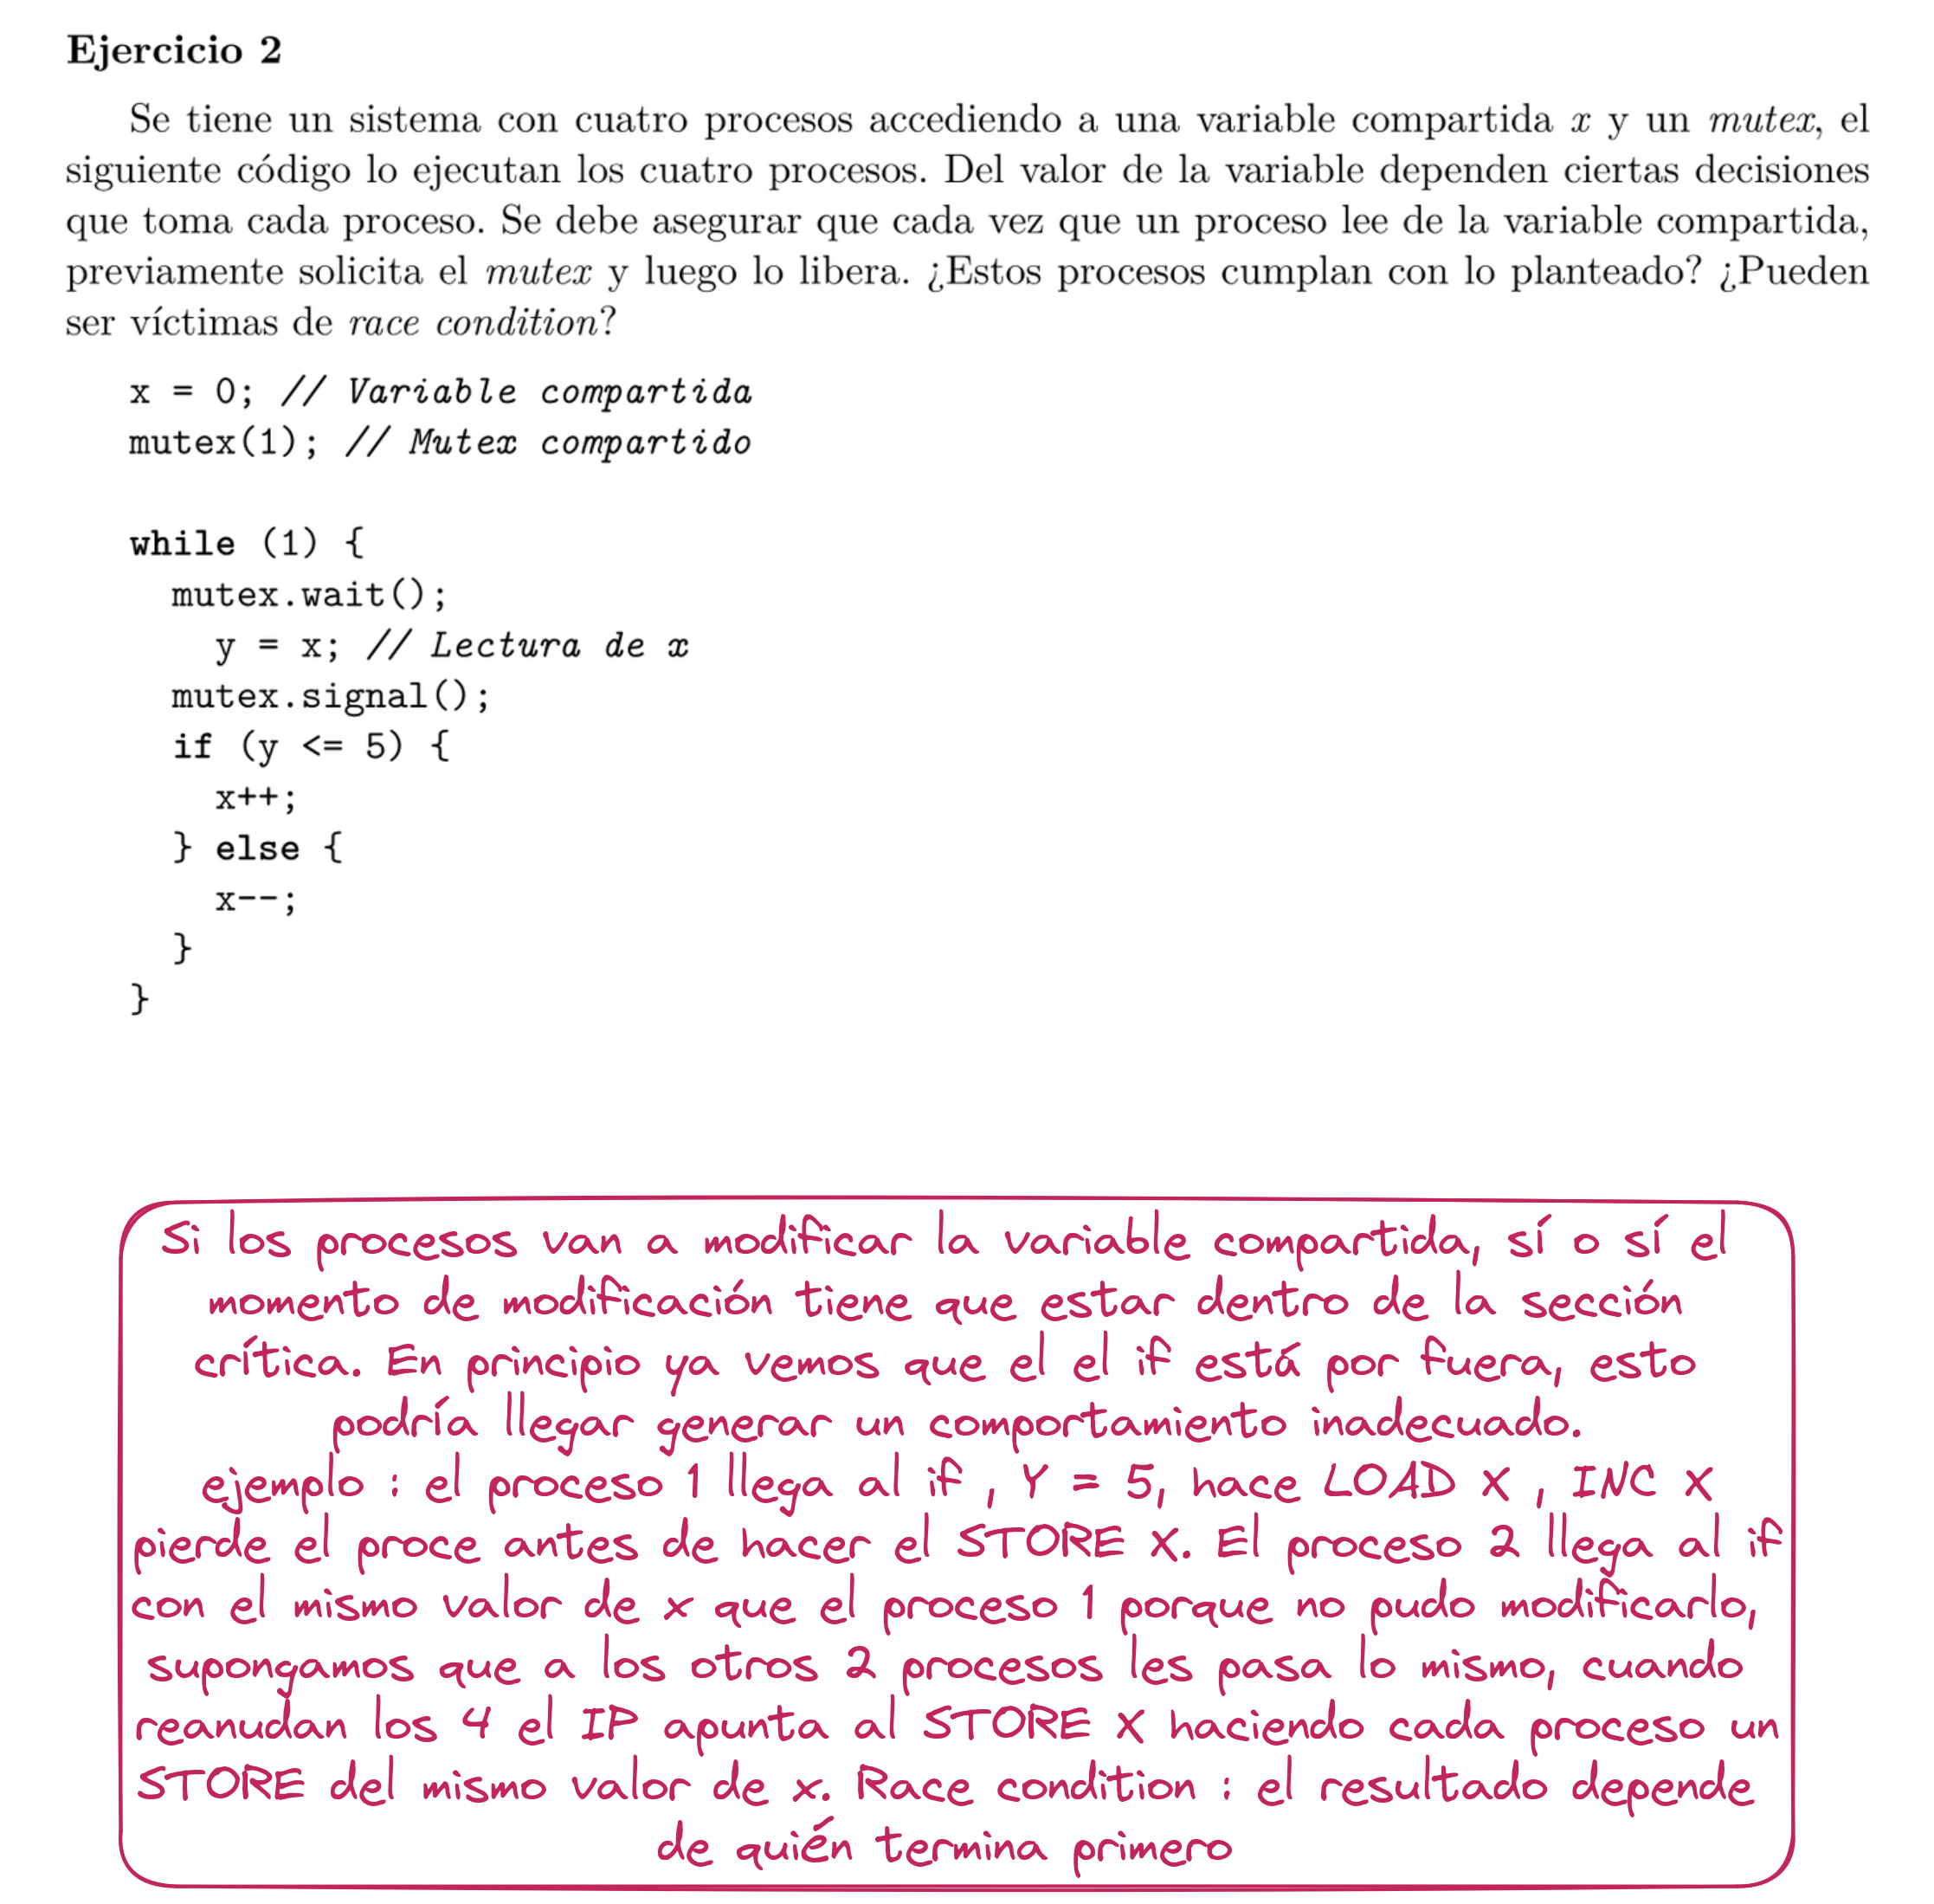 Ejercicio 2
Se tiene un sistema con cuatro procesos accediendo a una variable compartida x y un mutex, el
siguiente código lo ejecutan los cuatro procesos. Del valor de la variable dependen ciertas decisiones
que toma cada proceso. Se debe asegurar que cada vez que un proceso lee de la variable compartida,
previamente solicita el mutex y luego lo libera. ¿Estos procesos cumplan con lo planteado? ¿Pueden
ser víctimas de race condition?
x = 0; // Variable compartida
mutex(1); // Mutex compartido
while (1) {
mutex.wait();
y = x; // Lectura de x
mutex.signal();
if (y <= 5) {
x++;
} else {
x--;
}
}
Si los procesos van a modificar la variable compartida, sí o sí el
momento de modificación tiene que estar dentro de la sección
crítica. En principio ya vemos que el el if está por fuera, esto
podría llegar generar un comportamiento inadecuado.
ejemplo : el proceso 1 llega al if , Y = 5, hace LOAD X , INC X
pierde el proce antes de hacer el STORE X. El proceso 2 llega al if
con el mismo valor de x que el proceso 1 porque no pudo modificarlo,
supongamos que a los otros 2 procesos les pasa lo mismo, cuando
reanudan los 4 el IP apunta al STORE X haciendo cada proceso un
STORE del mismo valor de x. Race condition : el resultado depende
de quién termina primero